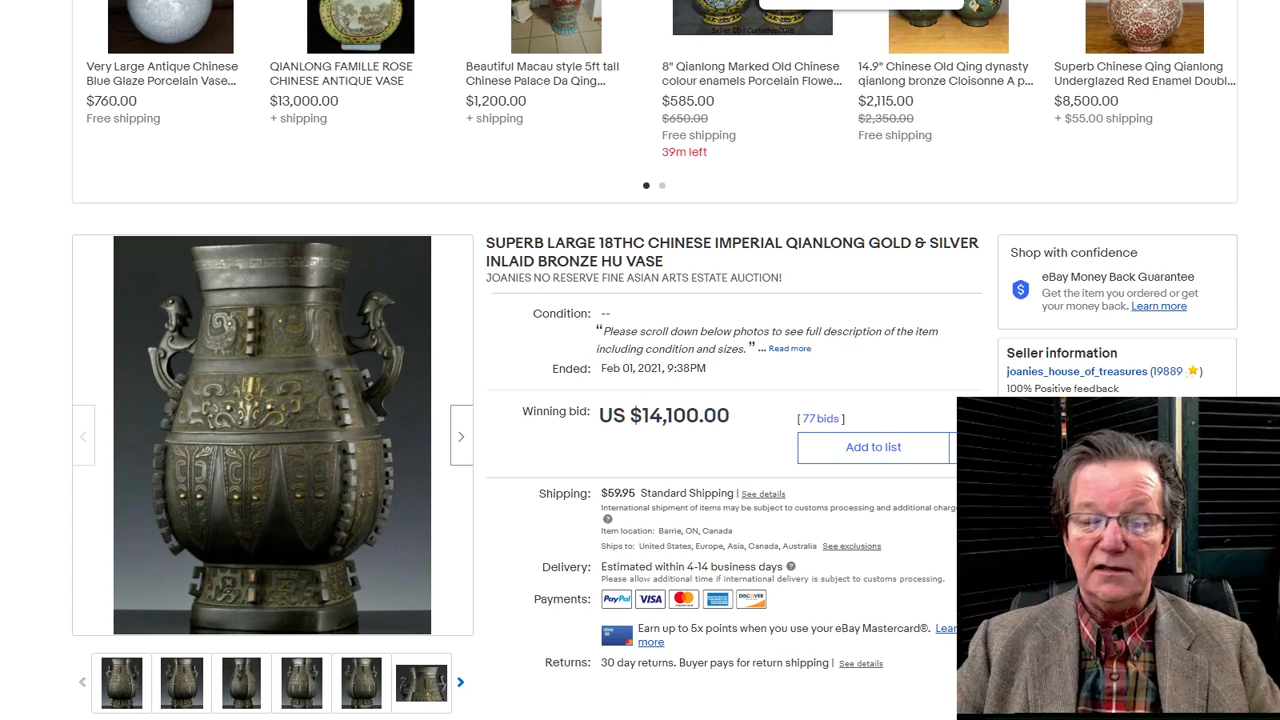 Very Large Antique Chinese
Blue Glaze Porcelain Vase...
$760.00
Free shipping
QIANLONG FAMILLE ROSE
CHINESE ANTIQUE VASE
$13,000.00
+ shipping
Beautiful Macau style 5ft tall
Chinese Palace Da Qing...
$1,200.00
+ shipping
8" Qianlong Marked Old Chinese
colour enamels Porcelain Flowe...
$585.00
$650.00
Free shipping
39m left
14.9" Chinese Old Qing dynasty
qianlong bronze Cloisonne A p...
$2,115.00
$2,350.00
Free shipping
Superb Chinese Qing Qianlong
Underglazed Red Enamel Doubl...
$8,500.00
+ $55.00 shipping
SUPERB LARGE 18THC CHINESE IMPERIAL QIANLONG GOLD & SILVER
INLAID BRONZE HU VASE
JOANIES NO RESERVE FINE ASIAN ARTS ESTATE AUCTION!
Condition: --
“Please scroll down below photos to see full description of the item
including condition and sizes. ” ... Read more
Ended: Feb 01, 2021, 9:38PM
Winning bid: US $14,100.00 [ 77 bids ]
Add to list
Shipping: $59.95 Standard Shipping | See details
International shipment of items may be subject to customs processing and additional charg
Item location: Barrie, ON, Canada
Ships to: United States, Europe, Asia, Canada, Australia See exclusions
Delivery: Estimated within 4-14 business days
Please allow additional time if international delivery is subject to customs processing.
Payments: PayPal VISA MasterCard AMERICAN EXPRESS DISCOVER
Earn up to 5x points when you use your eBay Mastercard®. Lear
more
Returns: 30 day returns. Buyer pays for return shipping | See details
Shop with confidence
eBay Money Back Guarantee
Get the item you ordered or get
your money back. Learn more
Seller information
joanies_house_of_treasures (19889 )
100% Positive feedback